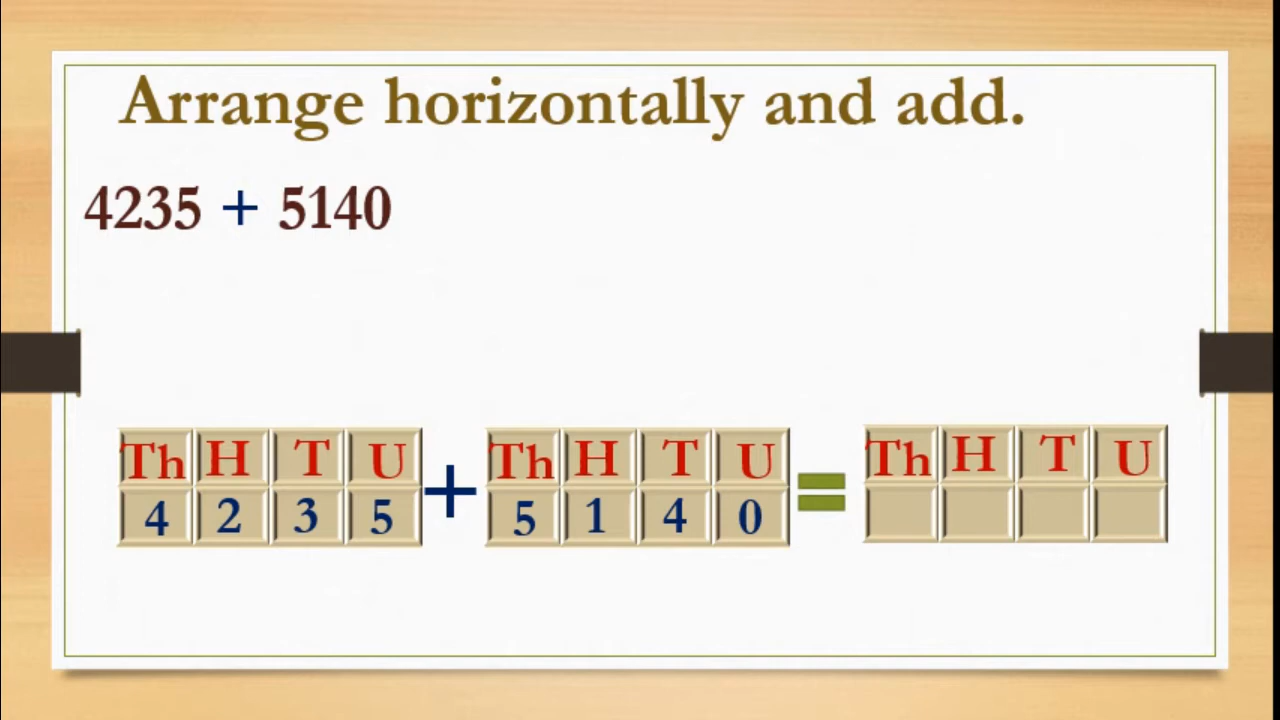 Arrange horizontally and add.
4235 + 5140
Th H T U Th H T U Th H T U
4 2 3 5 + 5 1 4 0 =